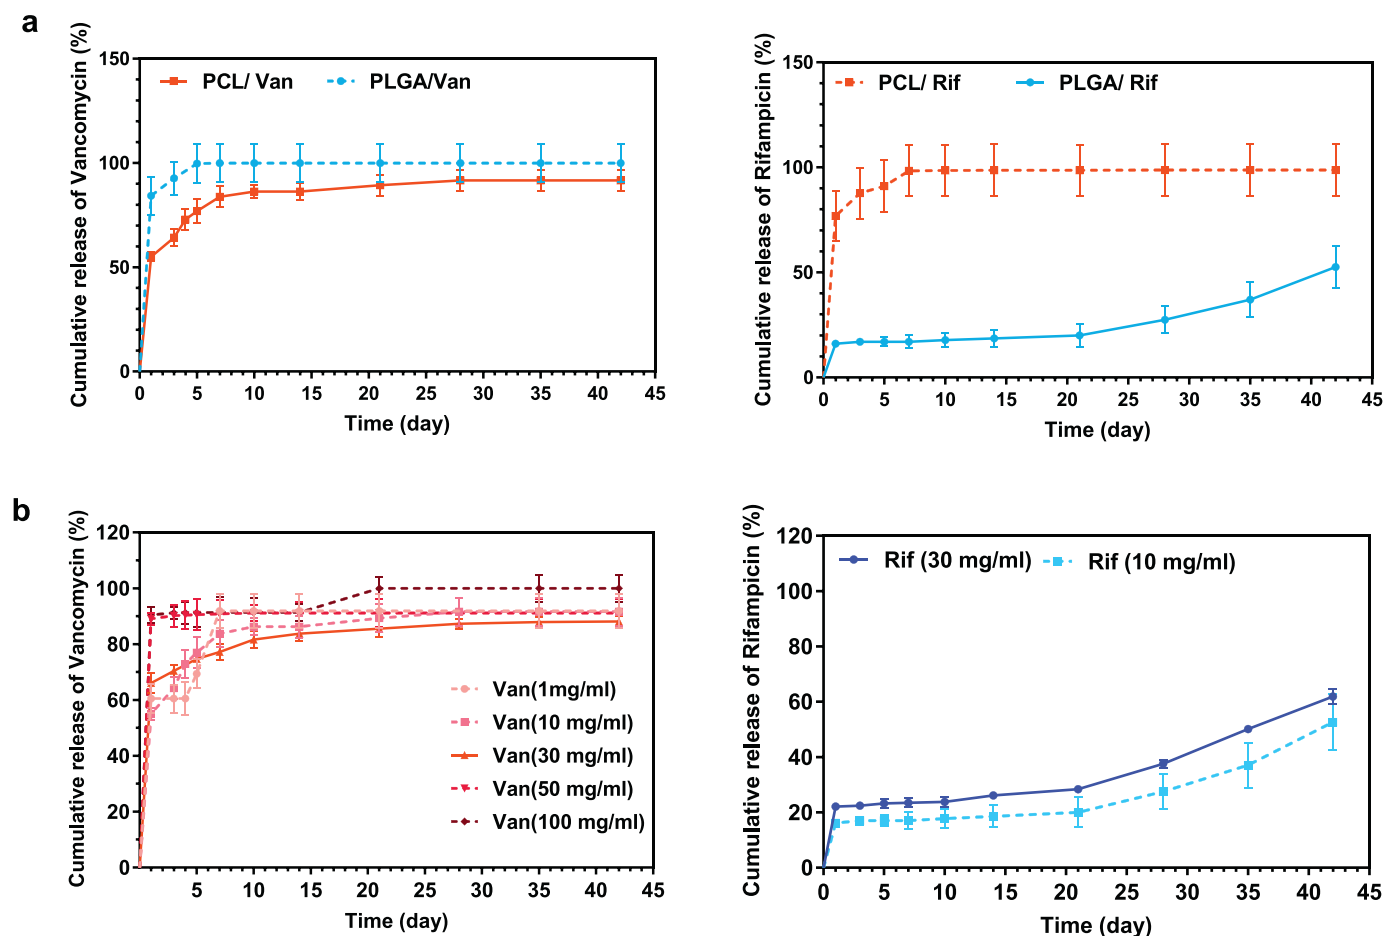 a
Cumulative release of Vancomycin (%)
150
100
50
0
PCL/ Van
PLGA/Van
0 5 10 15 20 25 30 35 40 45
Time (day)
Cumulative release of Rifampicin (%)
150
100
50
0
PCL/ Rif
PLGA/ Rif
0 5 10 15 20 25 30 35 40 45
Time (day)
b
Cumulative release of Vancomycin (%)
120
100
80
60
40
20
0
Van(1mg/ml)
Van(10 mg/ml)
Van(30 mg/ml)
Van(50 mg/ml)
Van(100 mg/ml)
5 10 15 20 25 30 35 40 45
Time (day)
Cumulative release of Rifampicin (%)
120
100
80
60
40
20
0
Rif (30 mg/ml)
Rif (10 mg/ml)
0 5 10 15 20 25 30 35 40 45
Time (day)